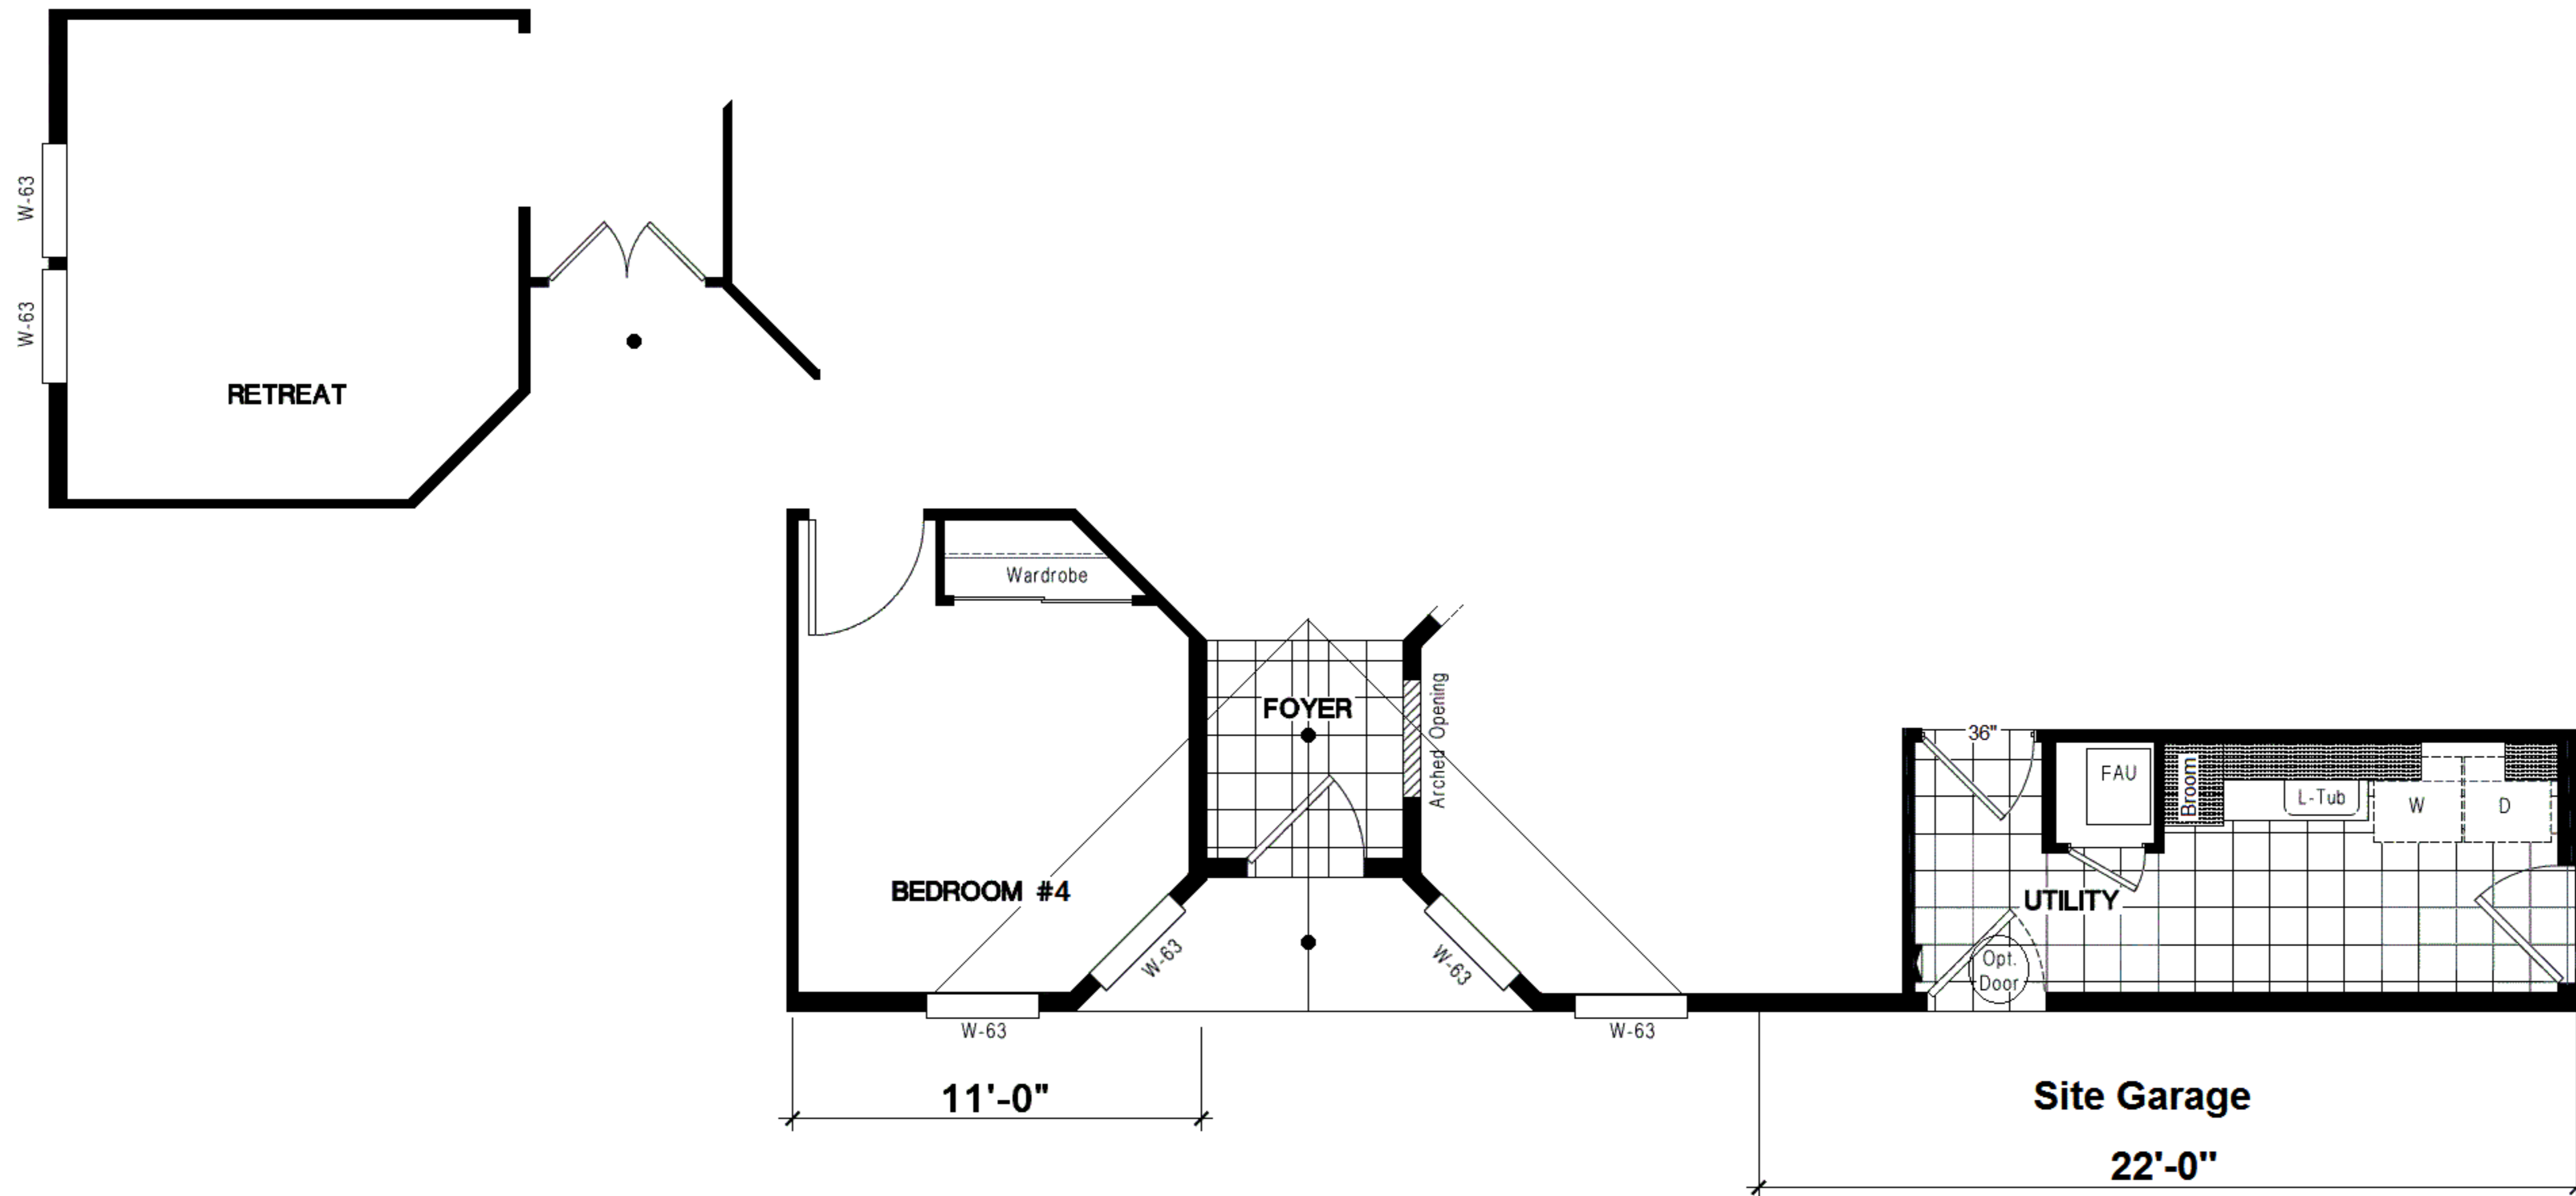 W-63
W-63
RETREAT
Wardrobe
BEDROOM #4
FOYER
Arched Opening
W-63
W-63
W-63
W-63
36"
FAU
Broom
L-Tub
W
D
UTILITY
Opt.
Door
11'-0"
Site Garage
22'-0"